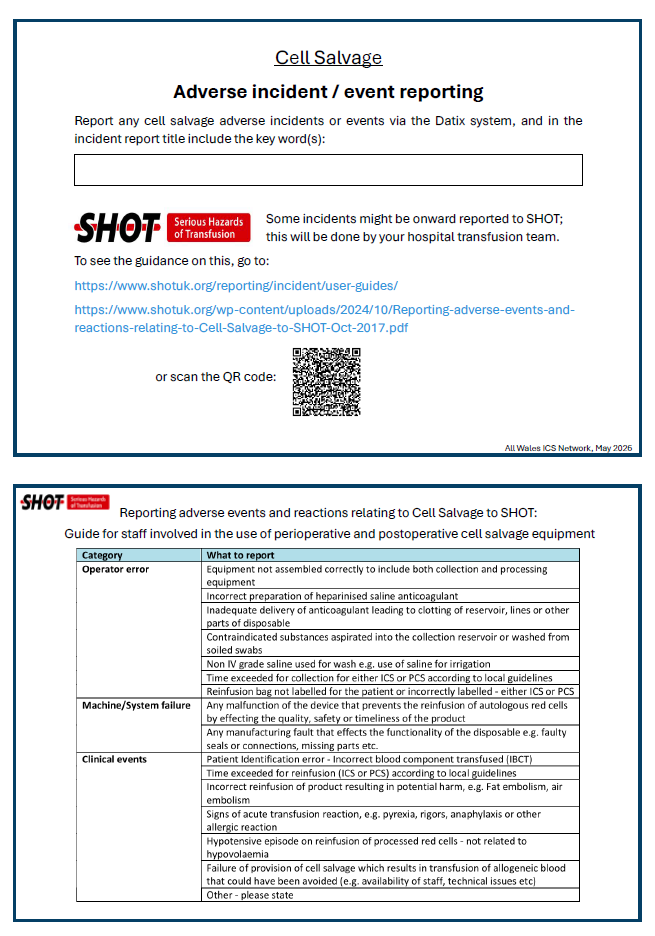 Cell Salvage
Adverse incident / event reporting
Report any cell salvage adverse incidents or events via the Datix system, and in the
incident report title include the key word(s):
SHOT Serious Hazards
of Transfusion
Some incidents might be onward reported to SHOT;
this will be done by your hospital transfusion team.
To see the guidance on this, go to:
https://www.shotuk.org/reporting/incident/user-guides/
https://www.shotuk.org/wp-content/uploads/2024/10/Reporting-adverse-events-and-
reactions-relating-to-Cell-Salvage-to-SHOT-Oct-2017.pdf
or scan the QR code:
All Wales ICS Network, May 2026
SHOT Serious Hazards
of Transfusion
Reporting adverse events and reactions relating to Cell Salvage to SHOT:
Guide for staff involved in the use of perioperative and postoperative cell salvage equipment
Category What to report
Operator error Equipment not assembled correctly to include both collection and processing
equipment
Incorrect preparation of heparinised saline anticoagulant
Inadequate delivery of anticoagulant leading to clotting of reservoir, lines or other
parts of disposable
Contraindicated substances aspirated into the collection reservoir or washed from
soiled swabs
Non IV grade saline used for wash e.g. use of saline for irrigation
Time exceeded for collection for either ICS or PCS according to local guidelines
Reinfusion bag not labelled for the patient or incorrectly labelled - either ICS or PCS
Machine/System failure Any malfunction of the device that prevents the reinfusion of autologous red cells
by effecting the quality, safety or timeliness of the product
Any manufacturing fault that effects the functionality of the disposable e.g. faulty
seals or connections, missing parts etc.
Clinical events Patient Identification error - Incorrect blood component transfused (IBCT)
Time exceeded for reinfusion (ICS or PCS) according to local guidelines
Incorrect reinfusion of product resulting in potential harm, e.g. Fat embolism, air
embolism
Signs of acute transfusion reaction, e.g. pyrexia, rigors, anaphylaxis or other
allergic reaction
Hypotensive episode on reinfusion of processed red cells - not related to
hypovolaemia
Failure of provision of cell salvage which results in transfusion of allogeneic blood
that could have been avoided (e.g. availability of staff, technical issues etc)
Other - please state